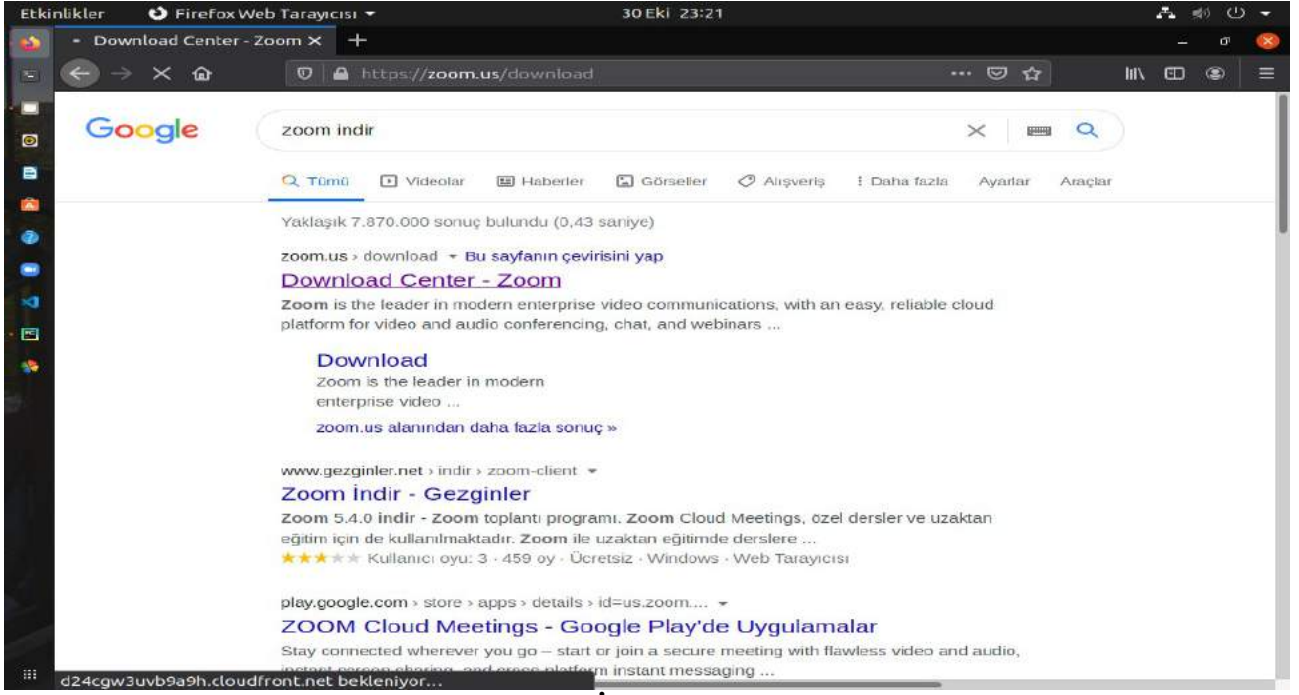 Etkinlikler Firefox Web Tarayıcısı 30 Eki 23:21
Download Center - Zoom
https://zoom.us/download
Google zoom indir
Tümü Videolar Haberler Görseller Alışveriş Daha fazla Ayarlar Araçlar
Yaklaşık 7.870.000 sonuç bulundu (0,43 saniye)
zoom.us › download Bu sayfanın çevirisini yap
Download Center - Zoom
Zoom is the leader in modern enterprise video communications, with an easy, reliable cloud
platform for video and audio conferencing, chat, and webinars ...
Download
Zoom is the leader in modern
enterprise video ...
zoom.us alanından daha fazla sonuç »
www.gezginler.net › indir › zoom-client
Zoom İndir - Gezginler
Zoom 5.4.0 indir - Zoom toplantı programı. Zoom Cloud Meetings, özel dersler ve uzaktan
eğitim için de kullanılmaktadır. Zoom ile uzaktan eğitimde derslere ...
Kullanıcı oyu: 3 · 459 oy · Ücretsiz · Windows · Web Tarayıcısı
play.google.com › store › apps › details › id=us.zoom....
ZOOM Cloud Meetings - Google Play'de Uygulamalar
Stay connected wherever you go – start or join a secure meeting with flawless video and audio,
instant screen sharing, and cross-platform instant messaging ...
d24cgw3uvb9a9h.cloudfront.net bekleniyor...